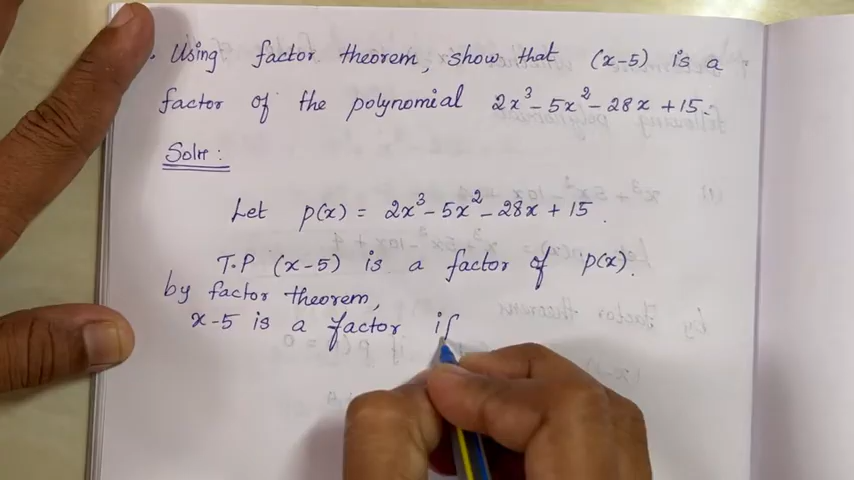 . Using factor theorem, show that (x-5) is a
factor of the polynomial 2x³ - 5x² - 28x + 15.
Soln :
Let p(x) = 2x³ - 5x² - 28x + 15 .
T.P (x-5) is a factor of p(x).
by factor theorem,
x-5 is a factor if